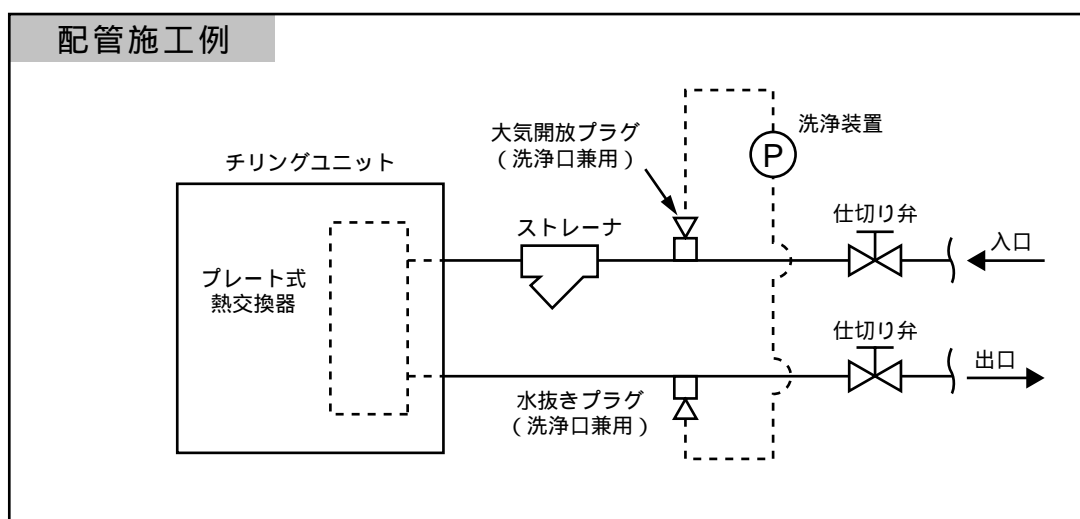 配管施工例
大気開放プラグ
（洗浄口兼用）
洗浄装置
P
チリングユニット
ストレーナ
仕切り弁
入口
プレート式
熱交換器
仕切り弁
出口
水抜きプラグ
（洗浄口兼用）